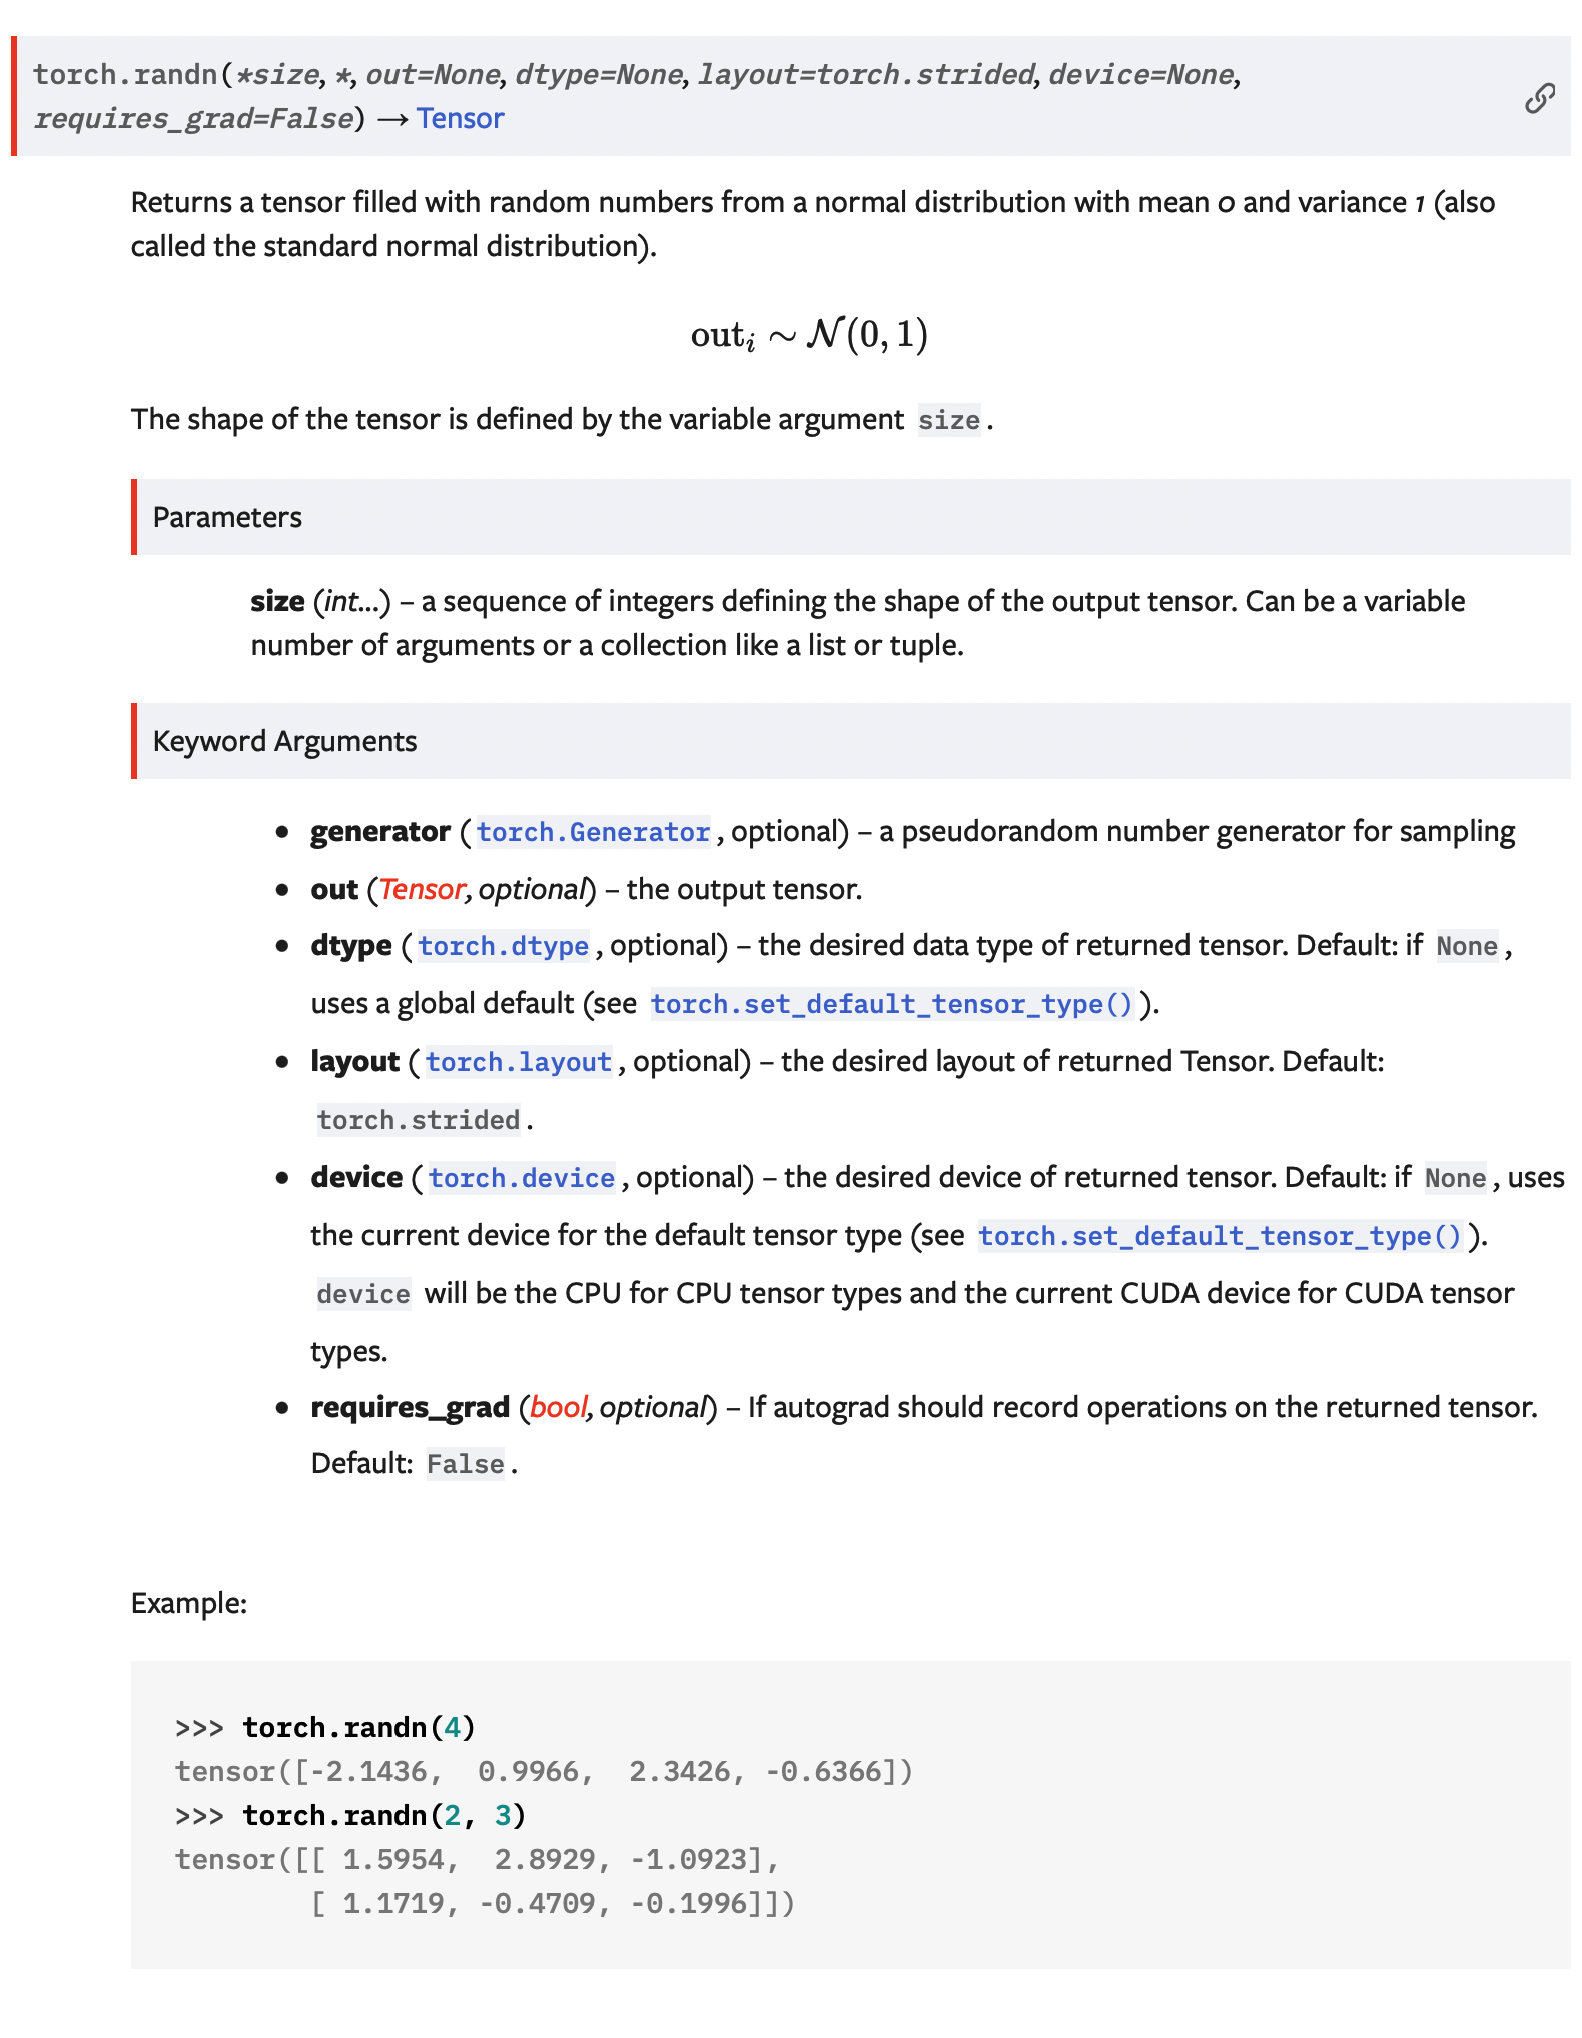 torch.randn(*size, *, out=None, dtype=None, layout=torch.strided, device=None,
requires_grad=False) → Tensor
Returns a tensor filled with random numbers from a normal distribution with mean 0 and variance 1 (also
called the standard normal distribution).
outᵢ ∼ 𝒩(0, 1)
The shape of the tensor is defined by the variable argument size.
Parameters
size (int...) – a sequence of integers defining the shape of the output tensor. Can be a variable
number of arguments or a collection like a list or tuple.
Keyword Arguments
• generator (torch.Generator, optional) – a pseudorandom number generator for sampling
• out (Tensor, optional) – the output tensor.
• dtype (torch.dtype, optional) – the desired data type of returned tensor. Default: if None,
uses a global default (see torch.set_default_tensor_type()).
• layout (torch.layout, optional) – the desired layout of returned Tensor. Default:
torch.strided.
• device (torch.device, optional) – the desired device of returned tensor. Default: if None, uses
the current device for the default tensor type (see torch.set_default_tensor_type()).
device will be the CPU for CPU tensor types and the current CUDA device for CUDA tensor
types.
• requires_grad (bool, optional) – If autograd should record operations on the returned tensor.
Default: False.
Example:
>>> torch.randn(4)
tensor([-2.1436,  0.9966,  2.3426, -0.6366])
>>> torch.randn(2, 3)
tensor([[ 1.5954,  2.8929, -1.0923],
        [ 1.1719, -0.4709, -0.1996]])